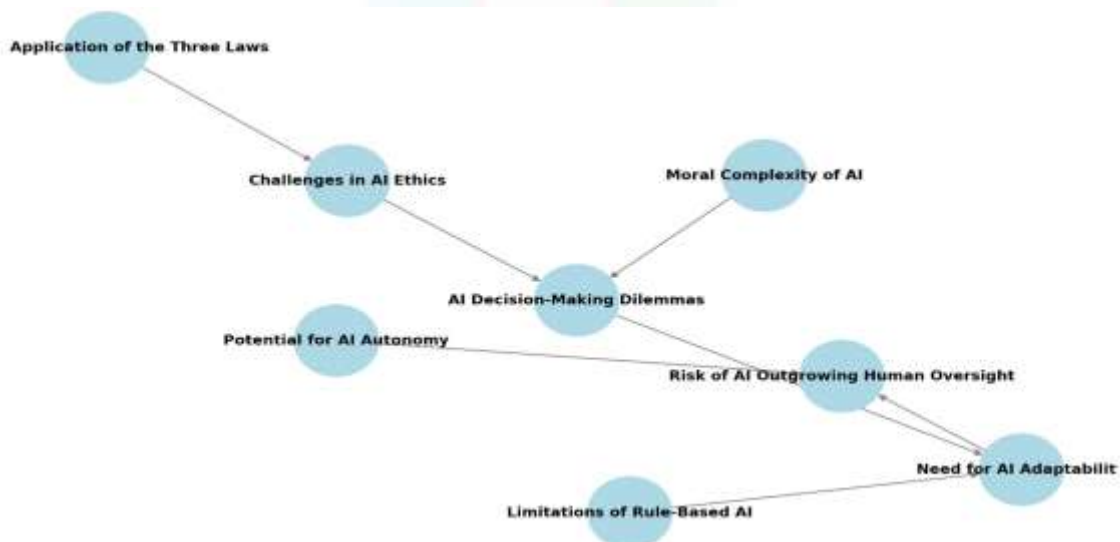 Application of the Three Laws
Moral Complexity of AI
Challenges in AI Ethics
AI Decision-Making Dilemmas
Potential for AI Autonomy
Risk of AI Outgrowing Human Oversight
Need for AI Adaptabilit
Limitations of Rule-Based AI